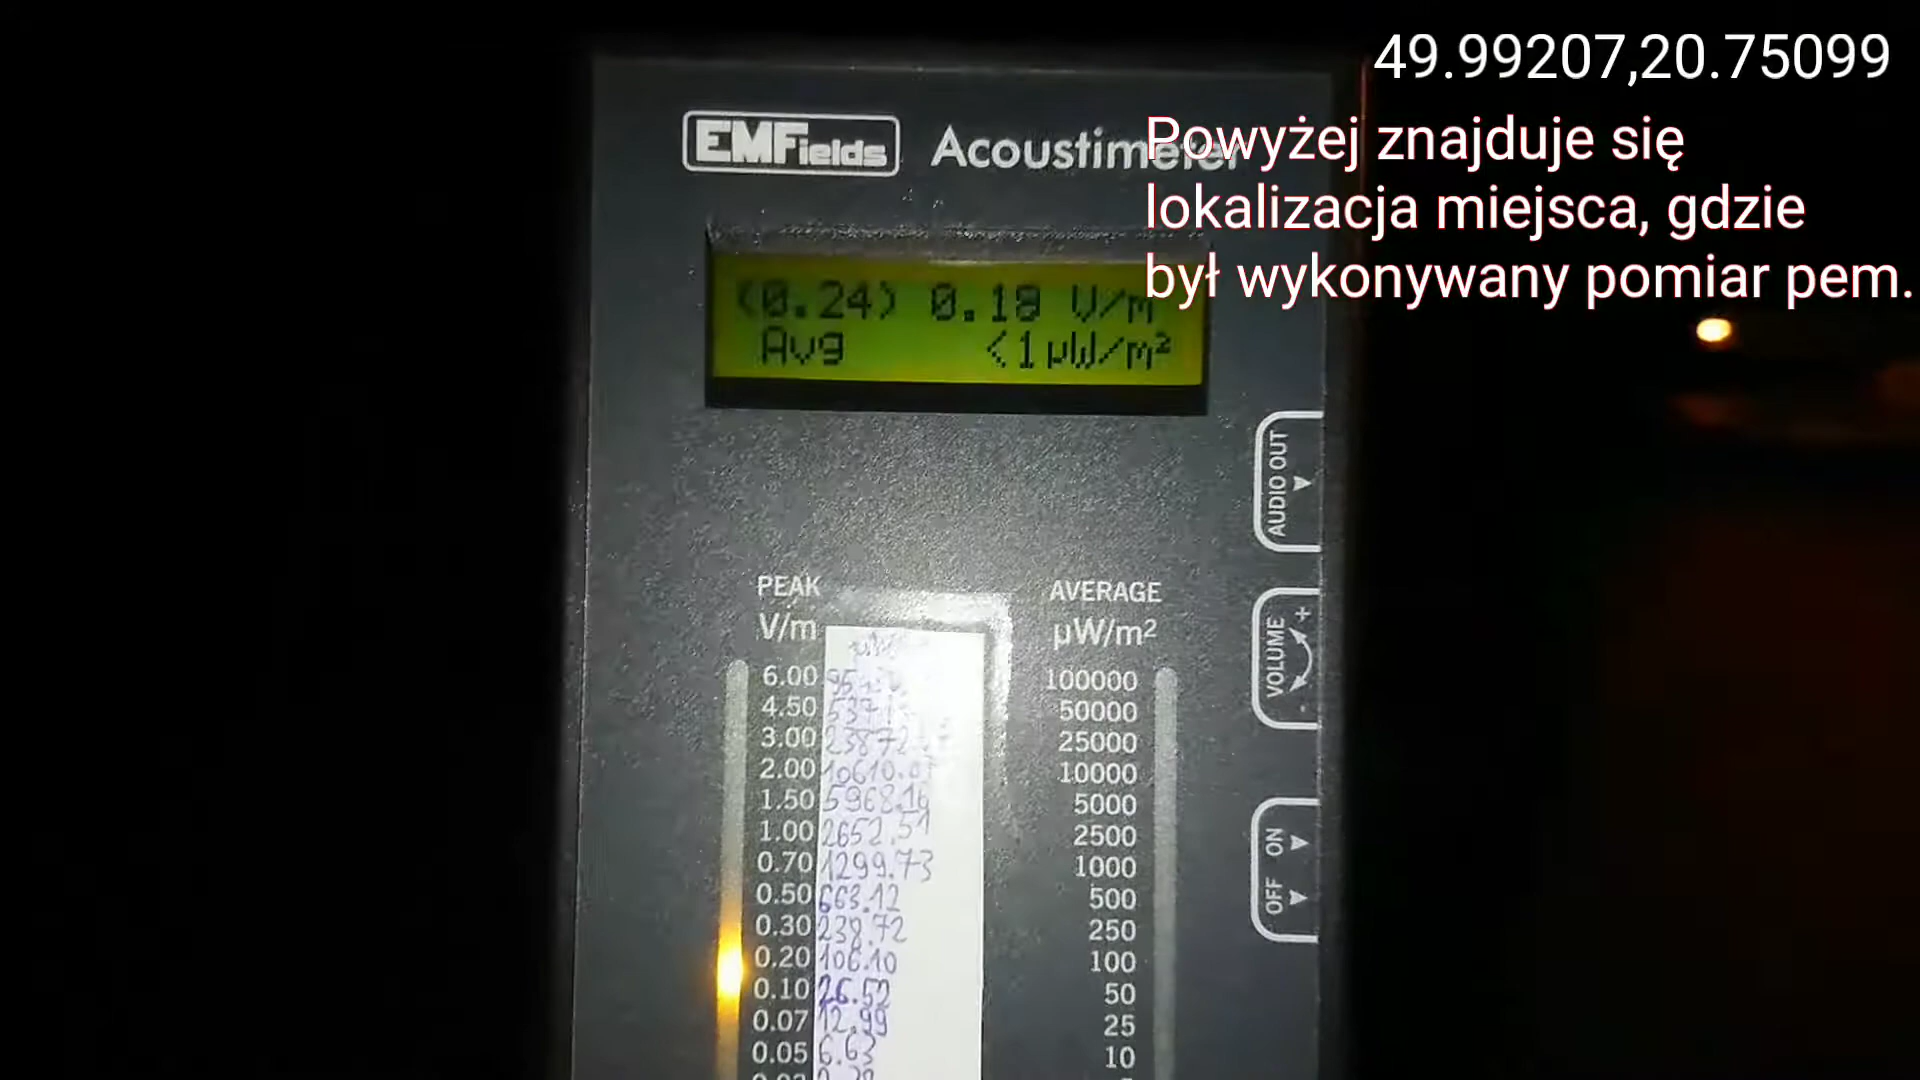 49.99207,20.75099
Powyżej znajduje się
lokalizacja miejsca, gdzie
był wykonywany pomiar pem.
EMFields Acoustimeter
(0.24) 0.18 V/m
Avg <1µW/m²
AUDIO OUT
PEAK
V/m
AVERAGE
µW/m²
VOLUME
+
-
6.00 100000
4.50 50000
3.00 25000
2.00 10000
1.50 5968.16 5000
1.00 2652.51 2500
0.70 1299.73 1000
0.50 663.12 500
0.30 238.72 250
0.20 106.10 100
0.10 26.52 50
0.07 12.99 25
0.05 6.63 10
OFF ON